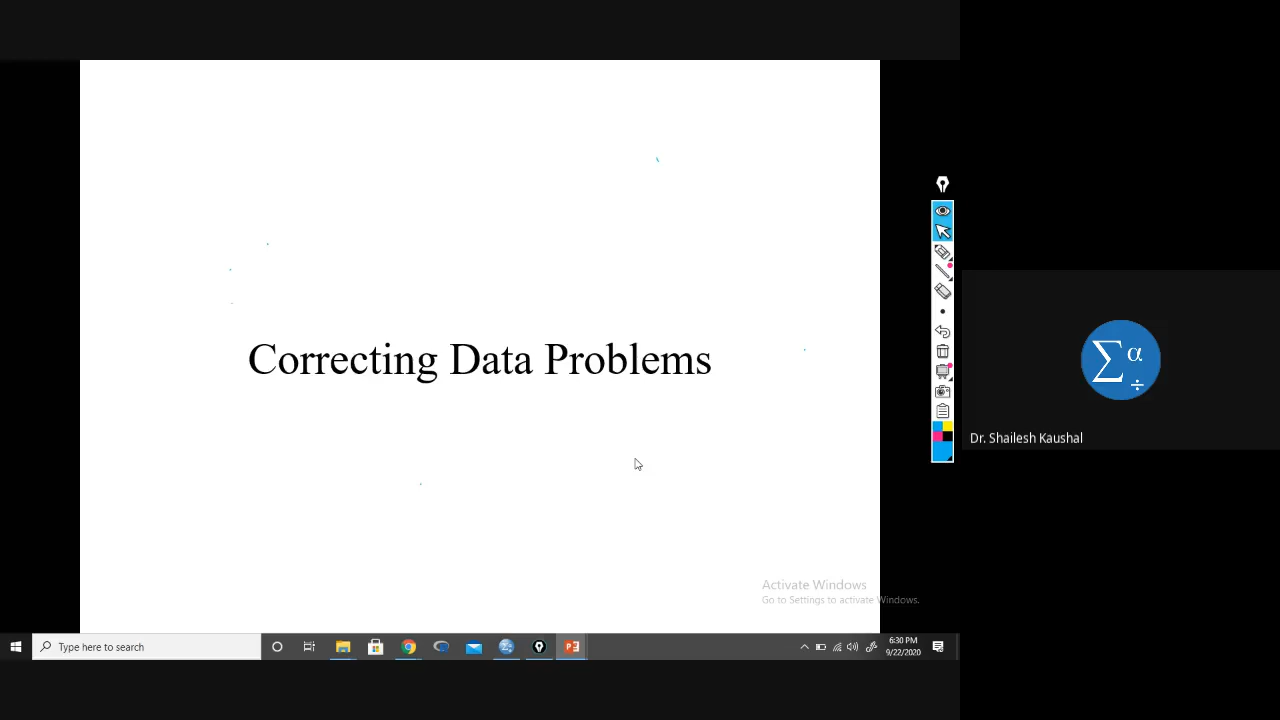 Correcting Data Problems
Σ α ÷
Dr. Shailesh Kaushal
Activate Windows
Go to Settings to activate Windows.
Type here to search
6:30 PM
9/22/2020